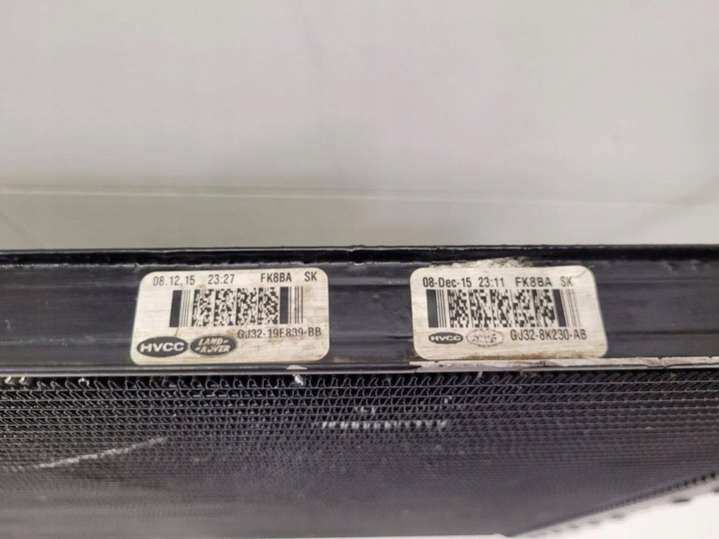 08.12.15 23:27 FK8BA SK
GJ32-19E839-BB
HVCC LAND-ROVER
08-Dec-15 23:11 FK8BA SK
GJ32-8K230-AB
HVCC